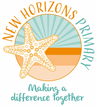 NEW HORIZONS PRIMARY
Making a
difference together